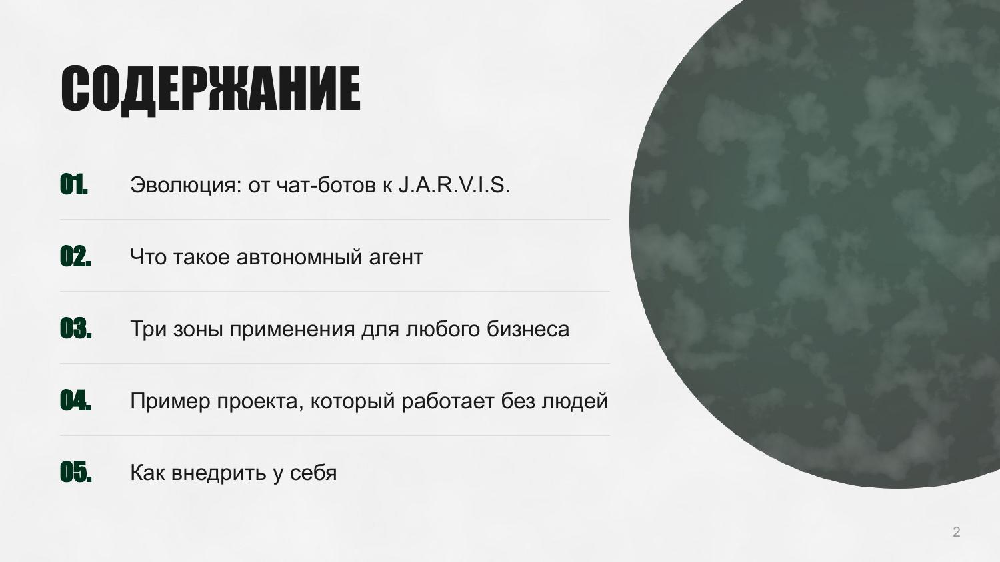 СОДЕРЖАНИЕ
01. Эволюция: от чат-ботов к J.A.R.V.I.S.
02. Что такое автономный агент
03. Три зоны применения для любого бизнеса
04. Пример проекта, который работает без людей
05. Как внедрить у себя
2